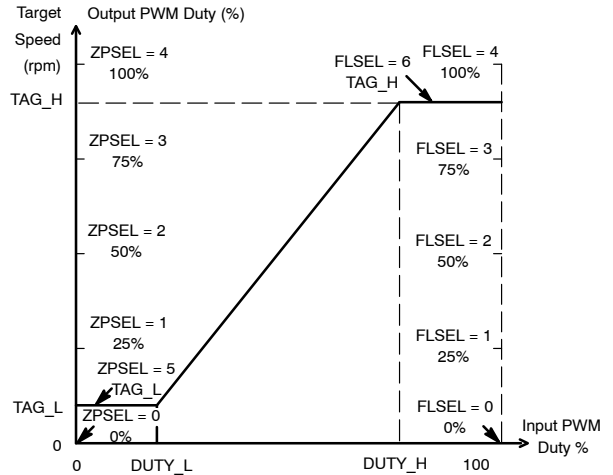 Target
Speed
(rpm)
Output PWM Duty (%)
ZPSEL = 4
100%
FLSEL = 6
TAG_H
FLSEL = 4
100%
TAG_H
ZPSEL = 3
75%
FLSEL = 3
75%
ZPSEL = 2
50%
FLSEL = 2
50%
ZPSEL = 1
25%
FLSEL = 1
25%
ZPSEL = 5
TAG_L
TAG_L
ZPSEL = 0
0%
FLSEL = 0
0%
0
0
DUTY_L
DUTY_H
100
Input PWM
Duty %